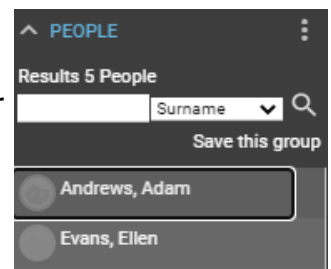 PEOPLE
Results 5 People
Surname
Save this group
Andrews, Adam
Evans, Ellen